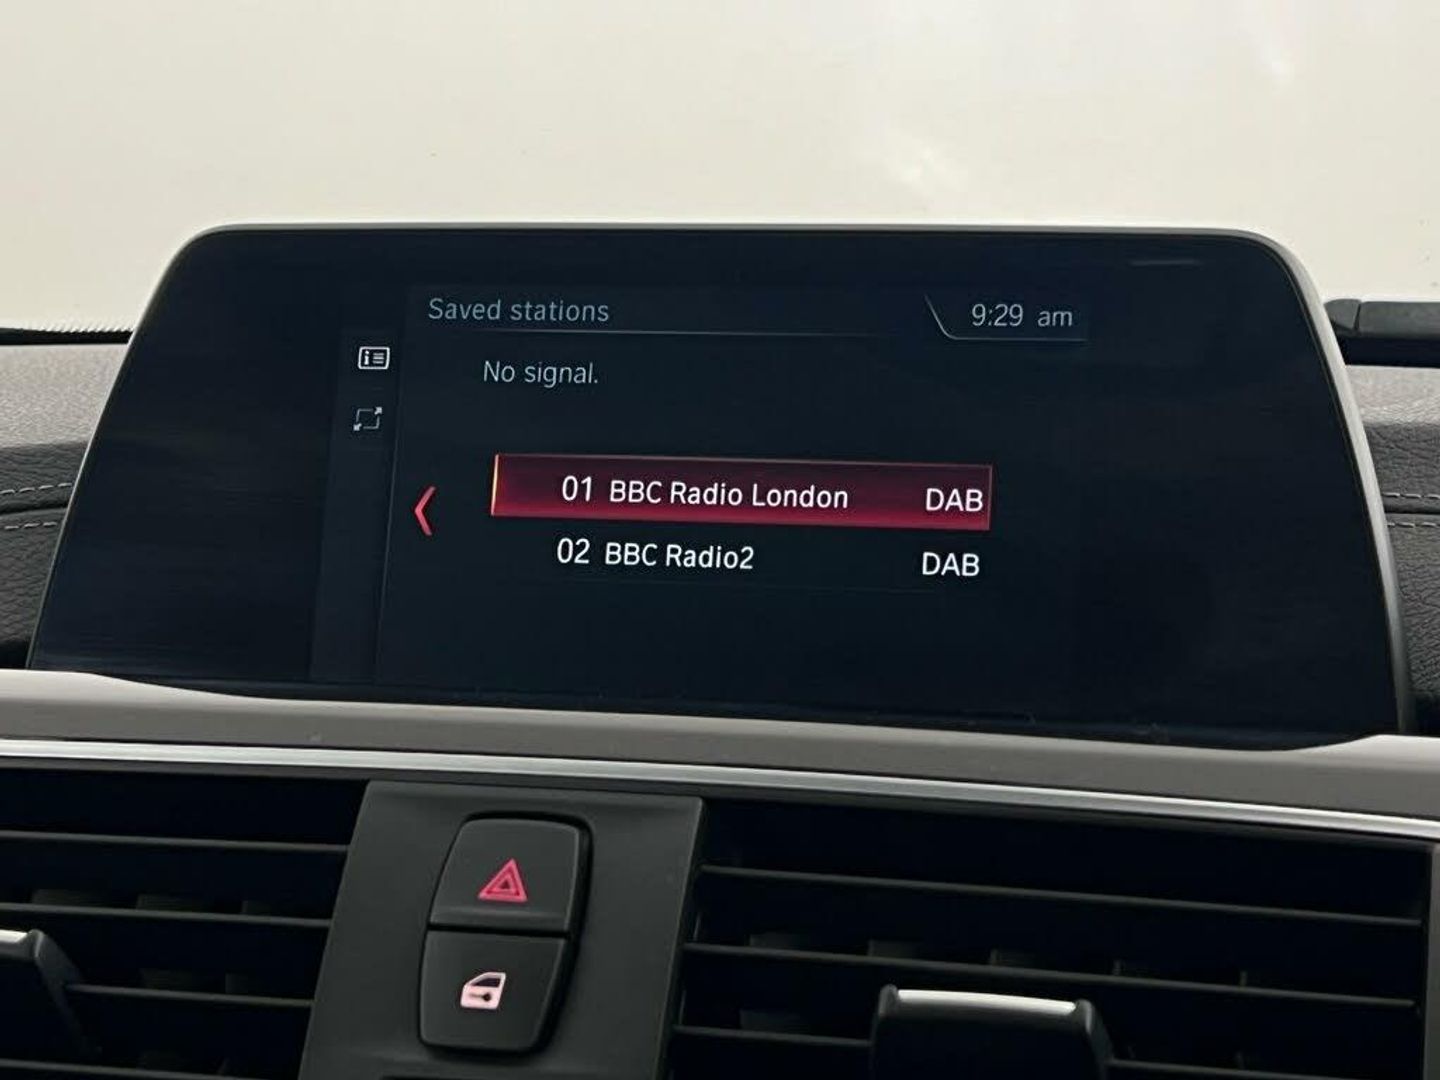 Saved stations 9:29 am
No signal.
01 BBC Radio London DAB
02 BBC Radio2 DAB